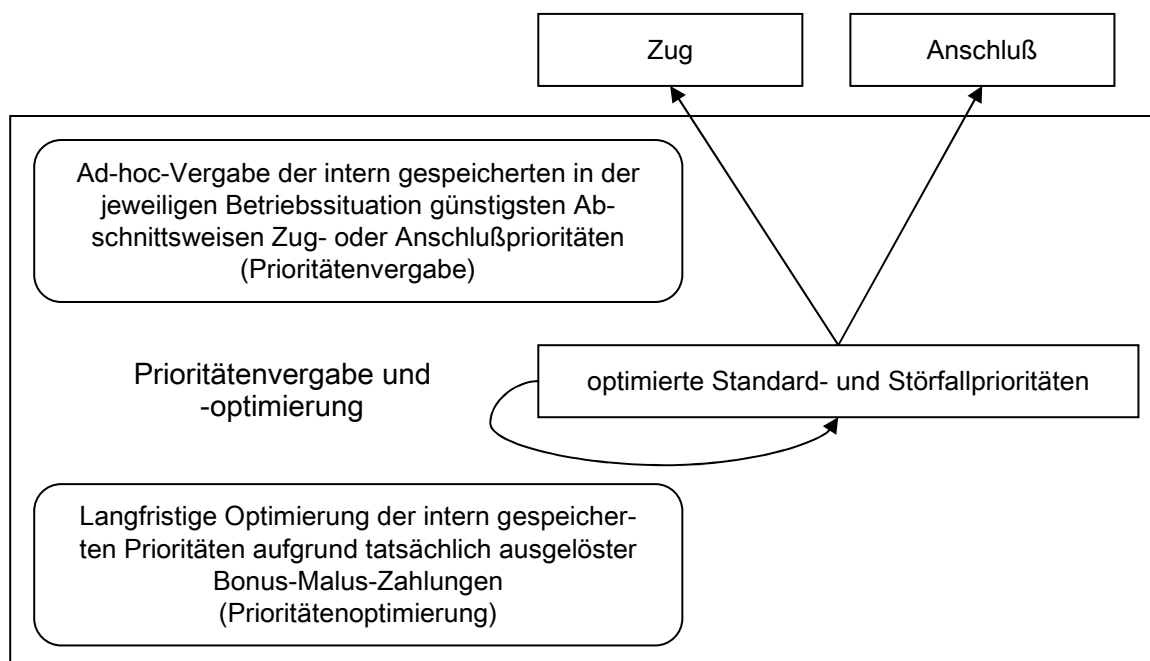 Zug
Anschluß
Ad-hoc-Vergabe der intern gespeicherten in der
jeweiligen Betriebssituation günstigsten Ab-
schnittsweisen Zug- oder Anschlußprioritäten
(Prioritätenvergabe)
Prioritätenvergabe und
-optimierung
optimierte Standard- und Störfallprioritäten
Langfristige Optimierung der intern gespeicher-
ten Prioritäten aufgrund tatsächlich ausgelöster
Bonus-Malus-Zahlungen
(Prioritätenoptimierung)